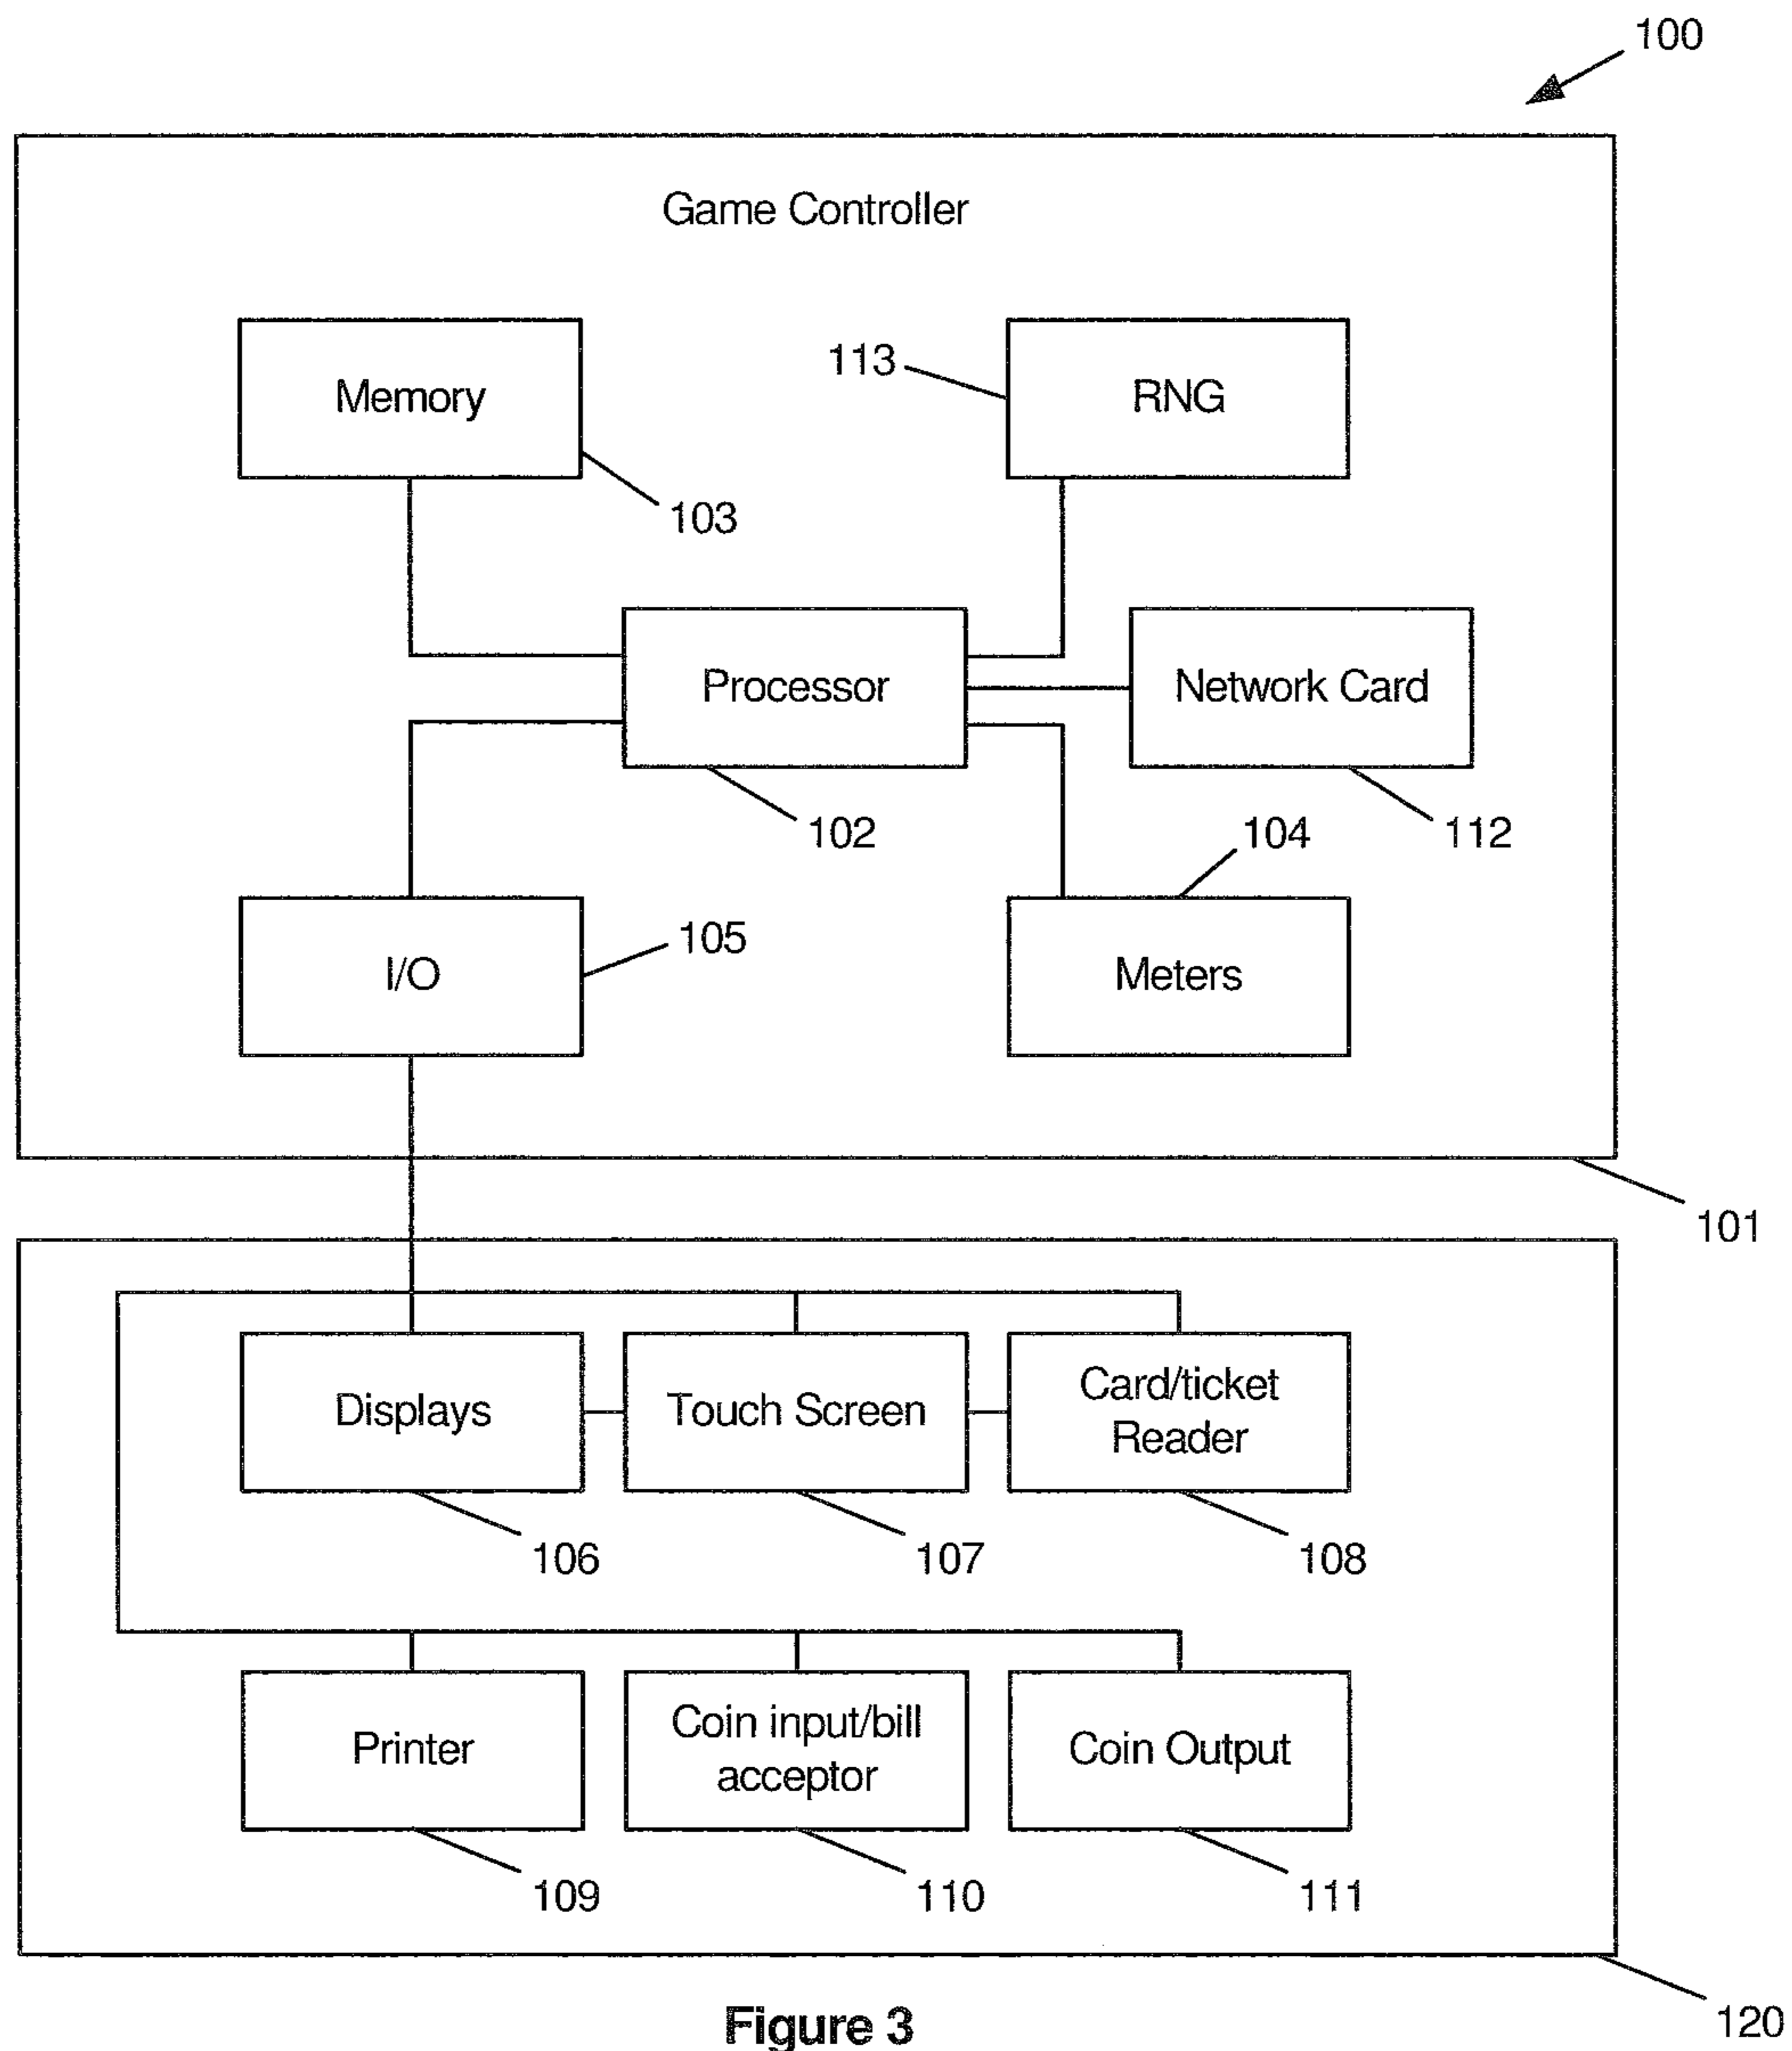 100
Game Controller
Memory
113
RNG
103
Processor
Network Card
102
104
112
I/O
105
Meters
101
Displays
Touch Screen
Card/ticket
Reader
106
107
108
Printer
Coin input/bill
acceptor
Coin Output
109
110
111
120
Figure 3